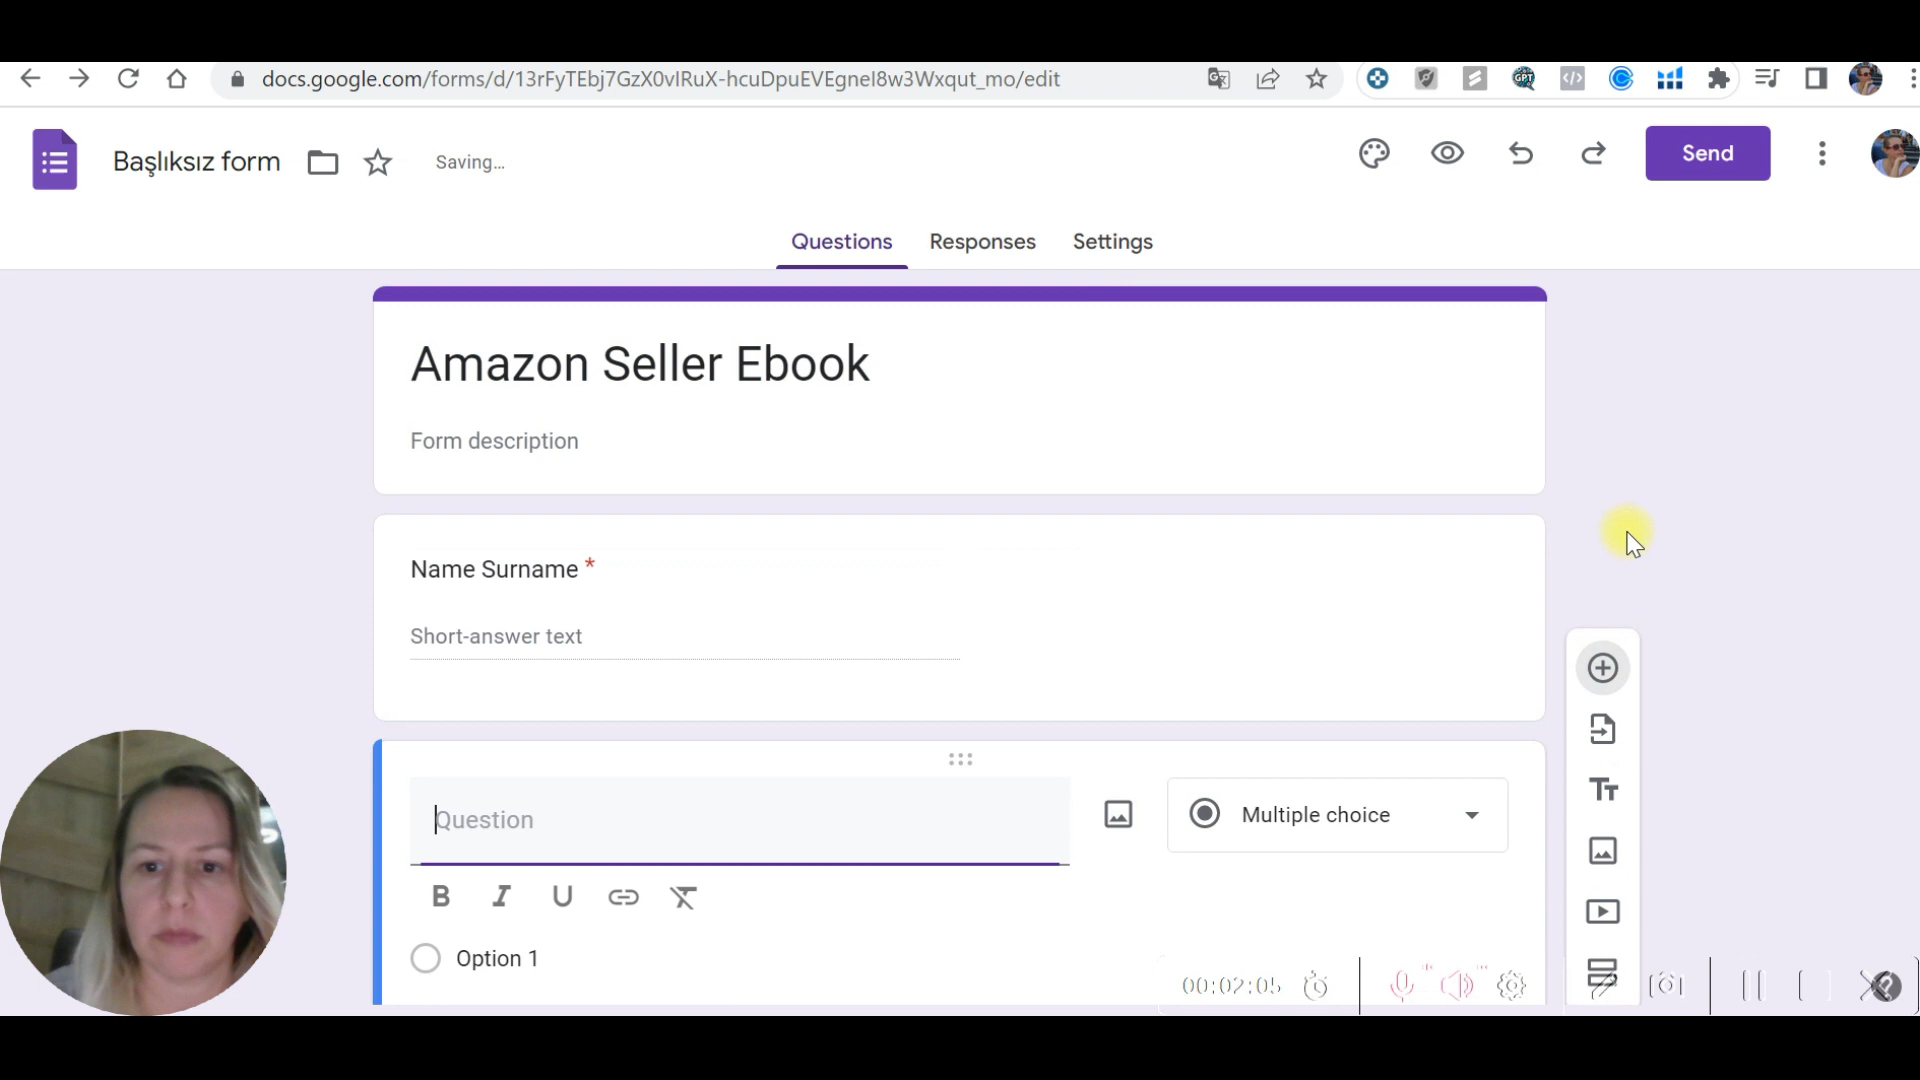 docs.google.com/forms/d/13rFyTEbj7GzX0vIRuX-hcuDpuEVEgnel8w3Wxqut_mo/edit
GPT
Başlıksız form
Saving...
Send
Questions
Responses
Settings
Amazon Seller Ebook
Form description
Name Surname *
Short-answer text
Question
Multiple choice
B I U
Option 1
00:02:05